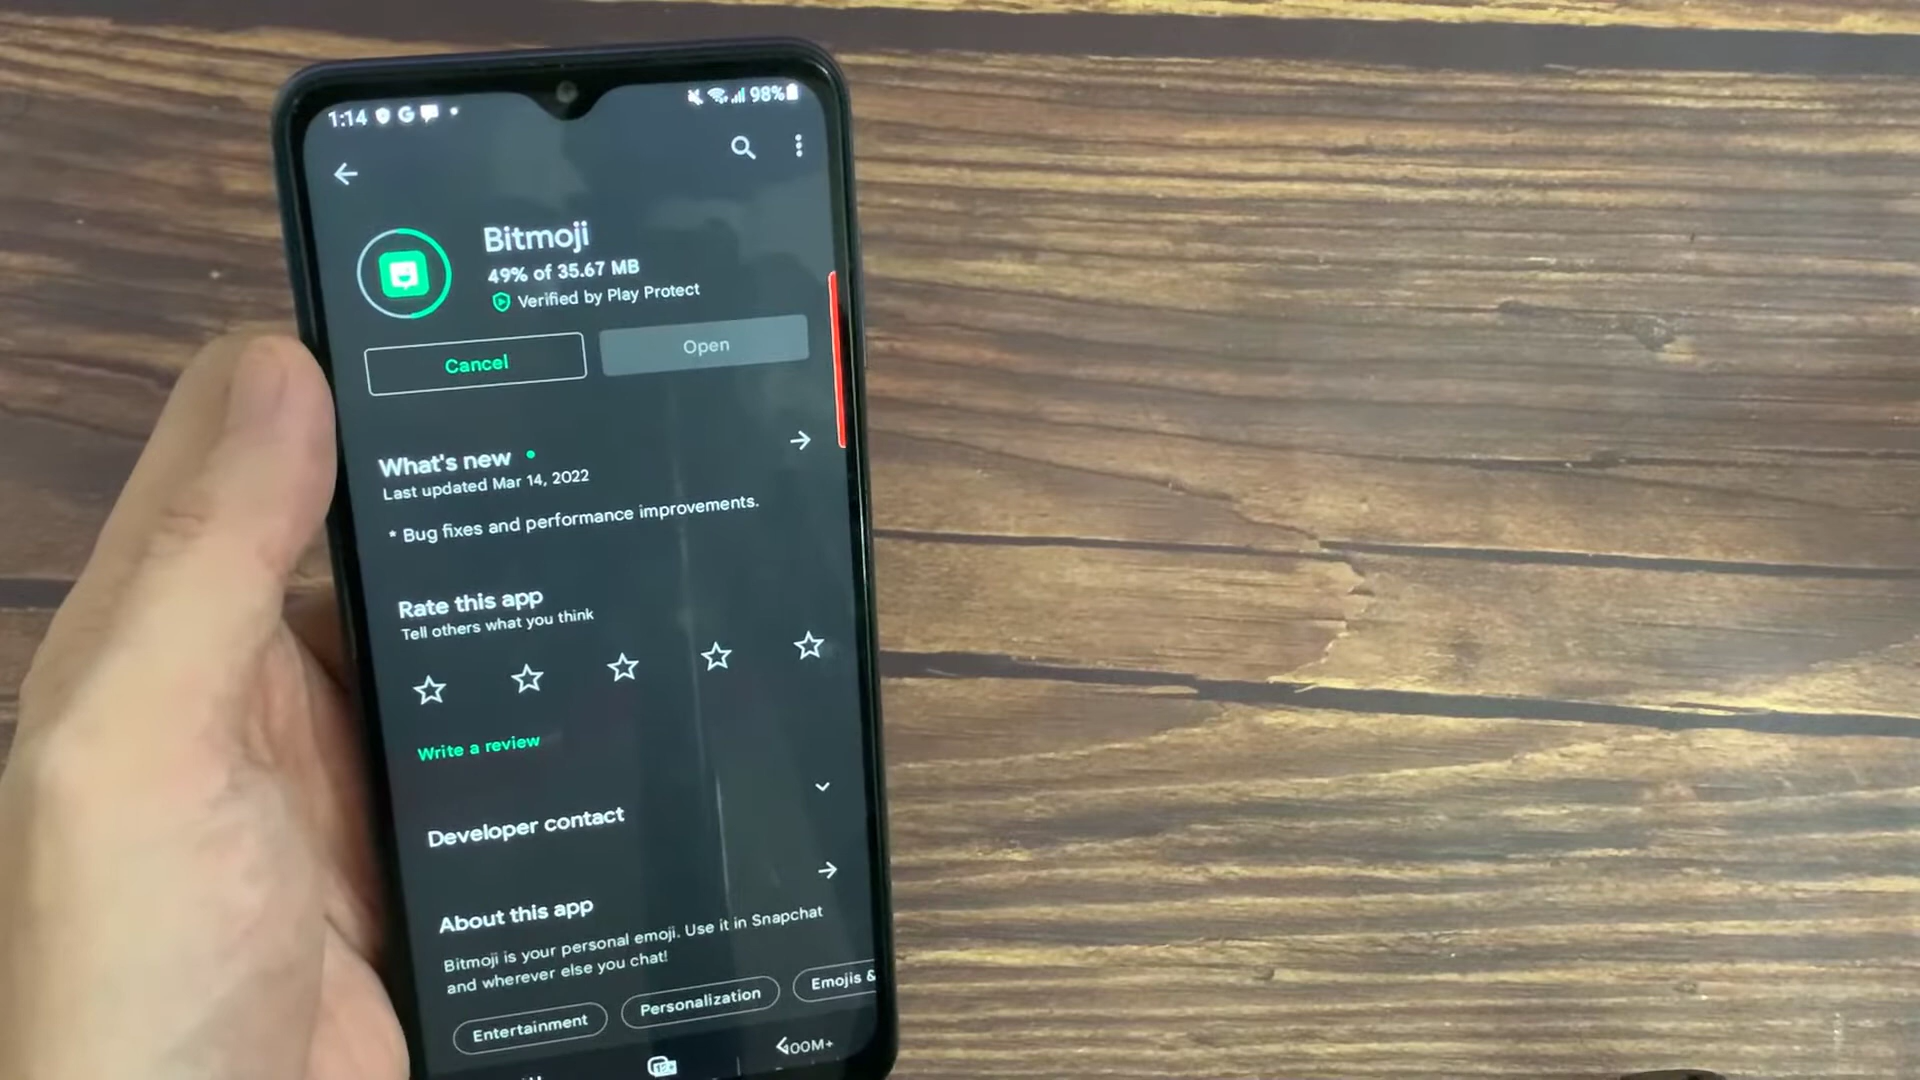 1:14 G 98%
Bitmoji
49% of 35.67 MB
Verified by Play Protect
Cancel
Open
What's new
Last updated Mar 14, 2022
* Bug fixes and performance improvements.
Rate this app
Tell others what you think
Write a review
Developer contact
About this app
Bitmoji is your personal emoji. Use it in Snapchat
and wherever else you chat!
Entertainment
Personalization
Emojis &
100M+